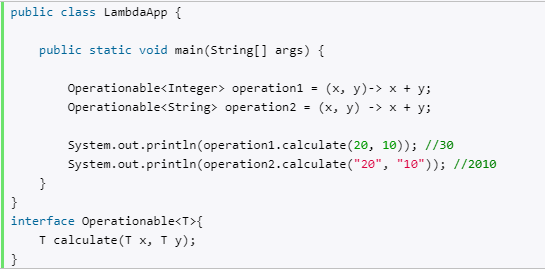 public class LambdaApp {
public static void main(String[] args) {
Operationable<Integer> operation1 = (x, y)-> x + y;
Operationable<String> operation2 = (x, y) -> x + y;
System.out.println(operation1.calculate(20, 10)); //30
System.out.println(operation2.calculate("20", "10")); //2010
}
}
interface Operationable<T>{
T calculate(T x, T y);
}